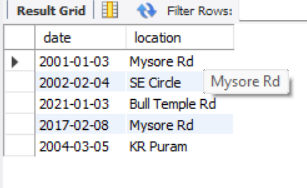 Result Grid Filter Rows:
date location
2001-01-03 Mysore Rd
2002-02-04 SE Circle Mysore Rd
2021-01-03 Bull Temple Rd
2017-02-08 Mysore Rd
2004-03-05 KR Puram